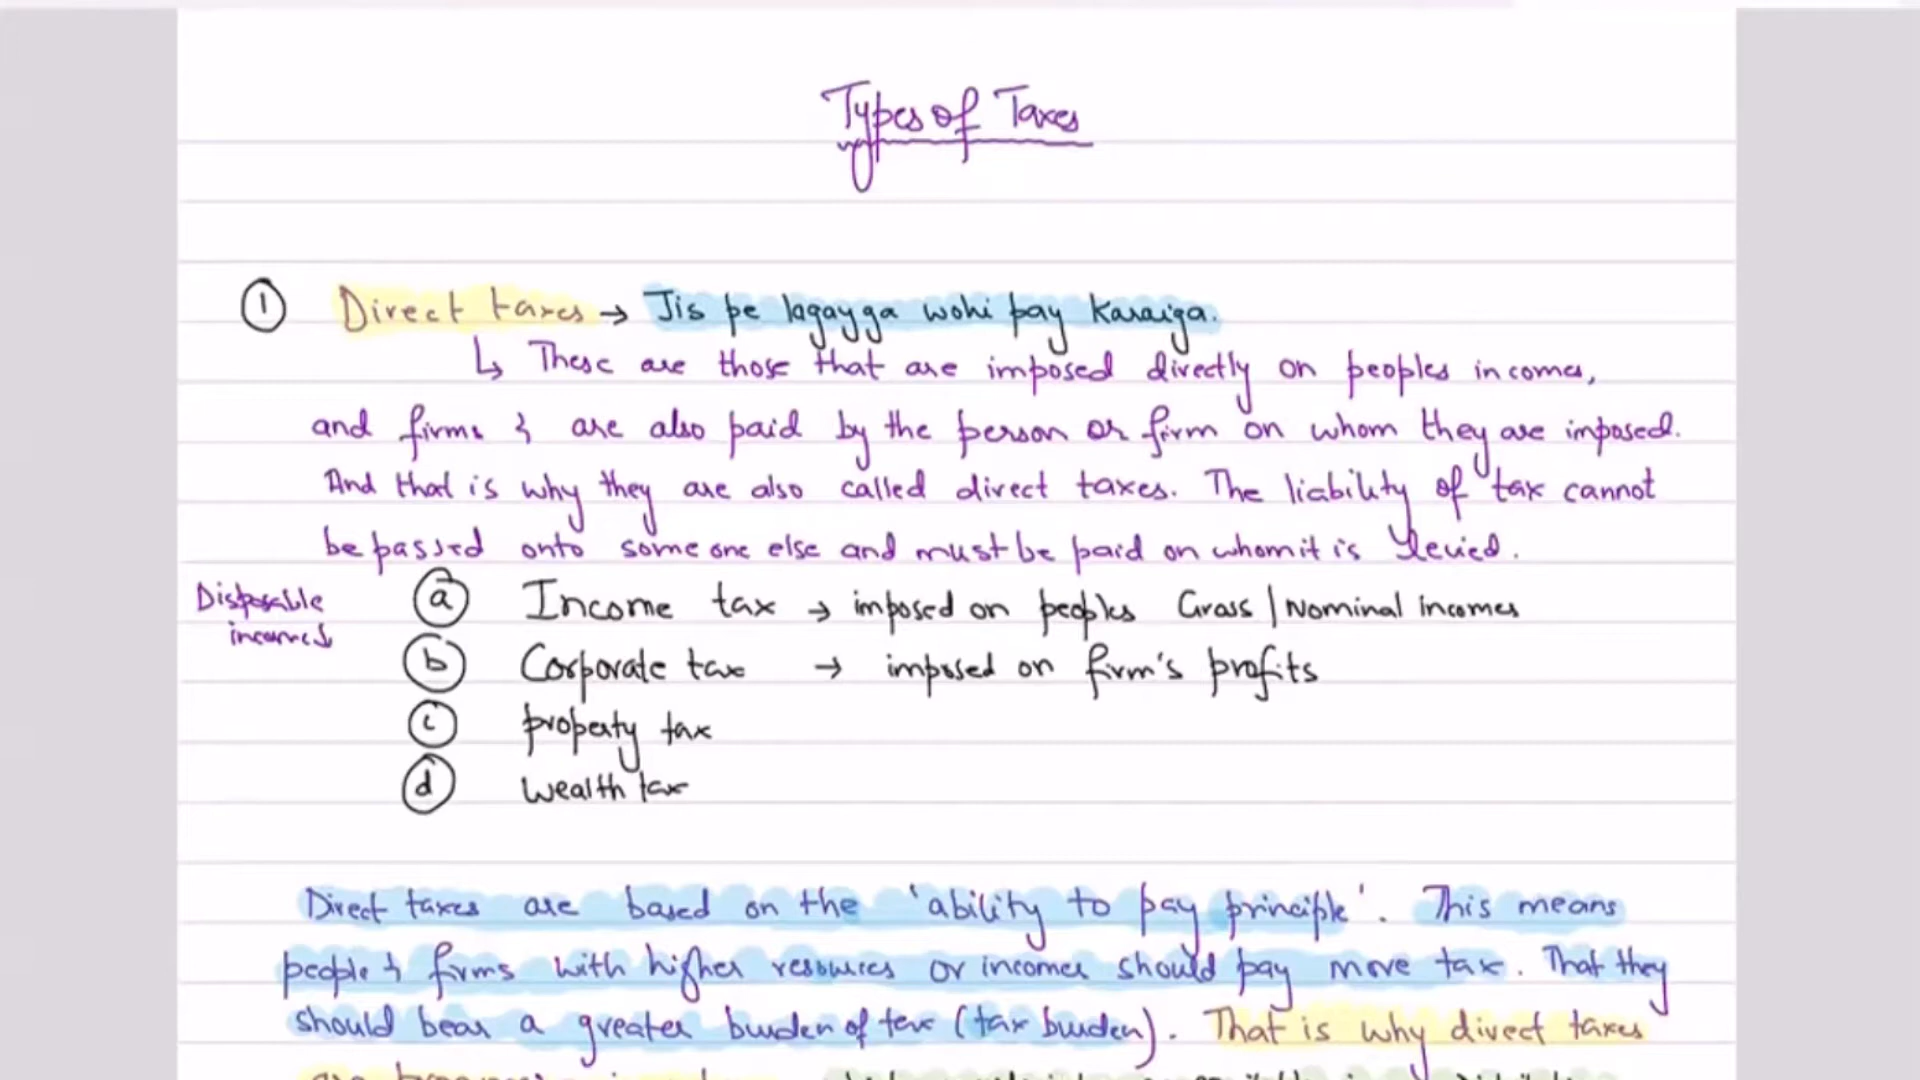 Types of Taxes
① Direct taxes → Jis pe lagayga wohi pay karaiga.
↳ These are those that are imposed directly on peoples incomes,
and firms & are also paid by the person or firm on whom they are imposed.
And that is why they are also called direct taxes. The liability of tax cannot
be passed onto someone else and must be paid on whom it is levied.
Disposable incomes
ⓐ Income tax → imposed on peoples Gross / Nominal incomes
ⓑ Corporate tax → imposed on firm's profits
ⓒ property tax
ⓓ Wealth tax
Direct taxes are based on the 'ability to pay principle'. This means
people & firms with higher resources or incomes should pay more tax. That they
should bear a greater burden of tax (tax burden). That is why direct taxes
are